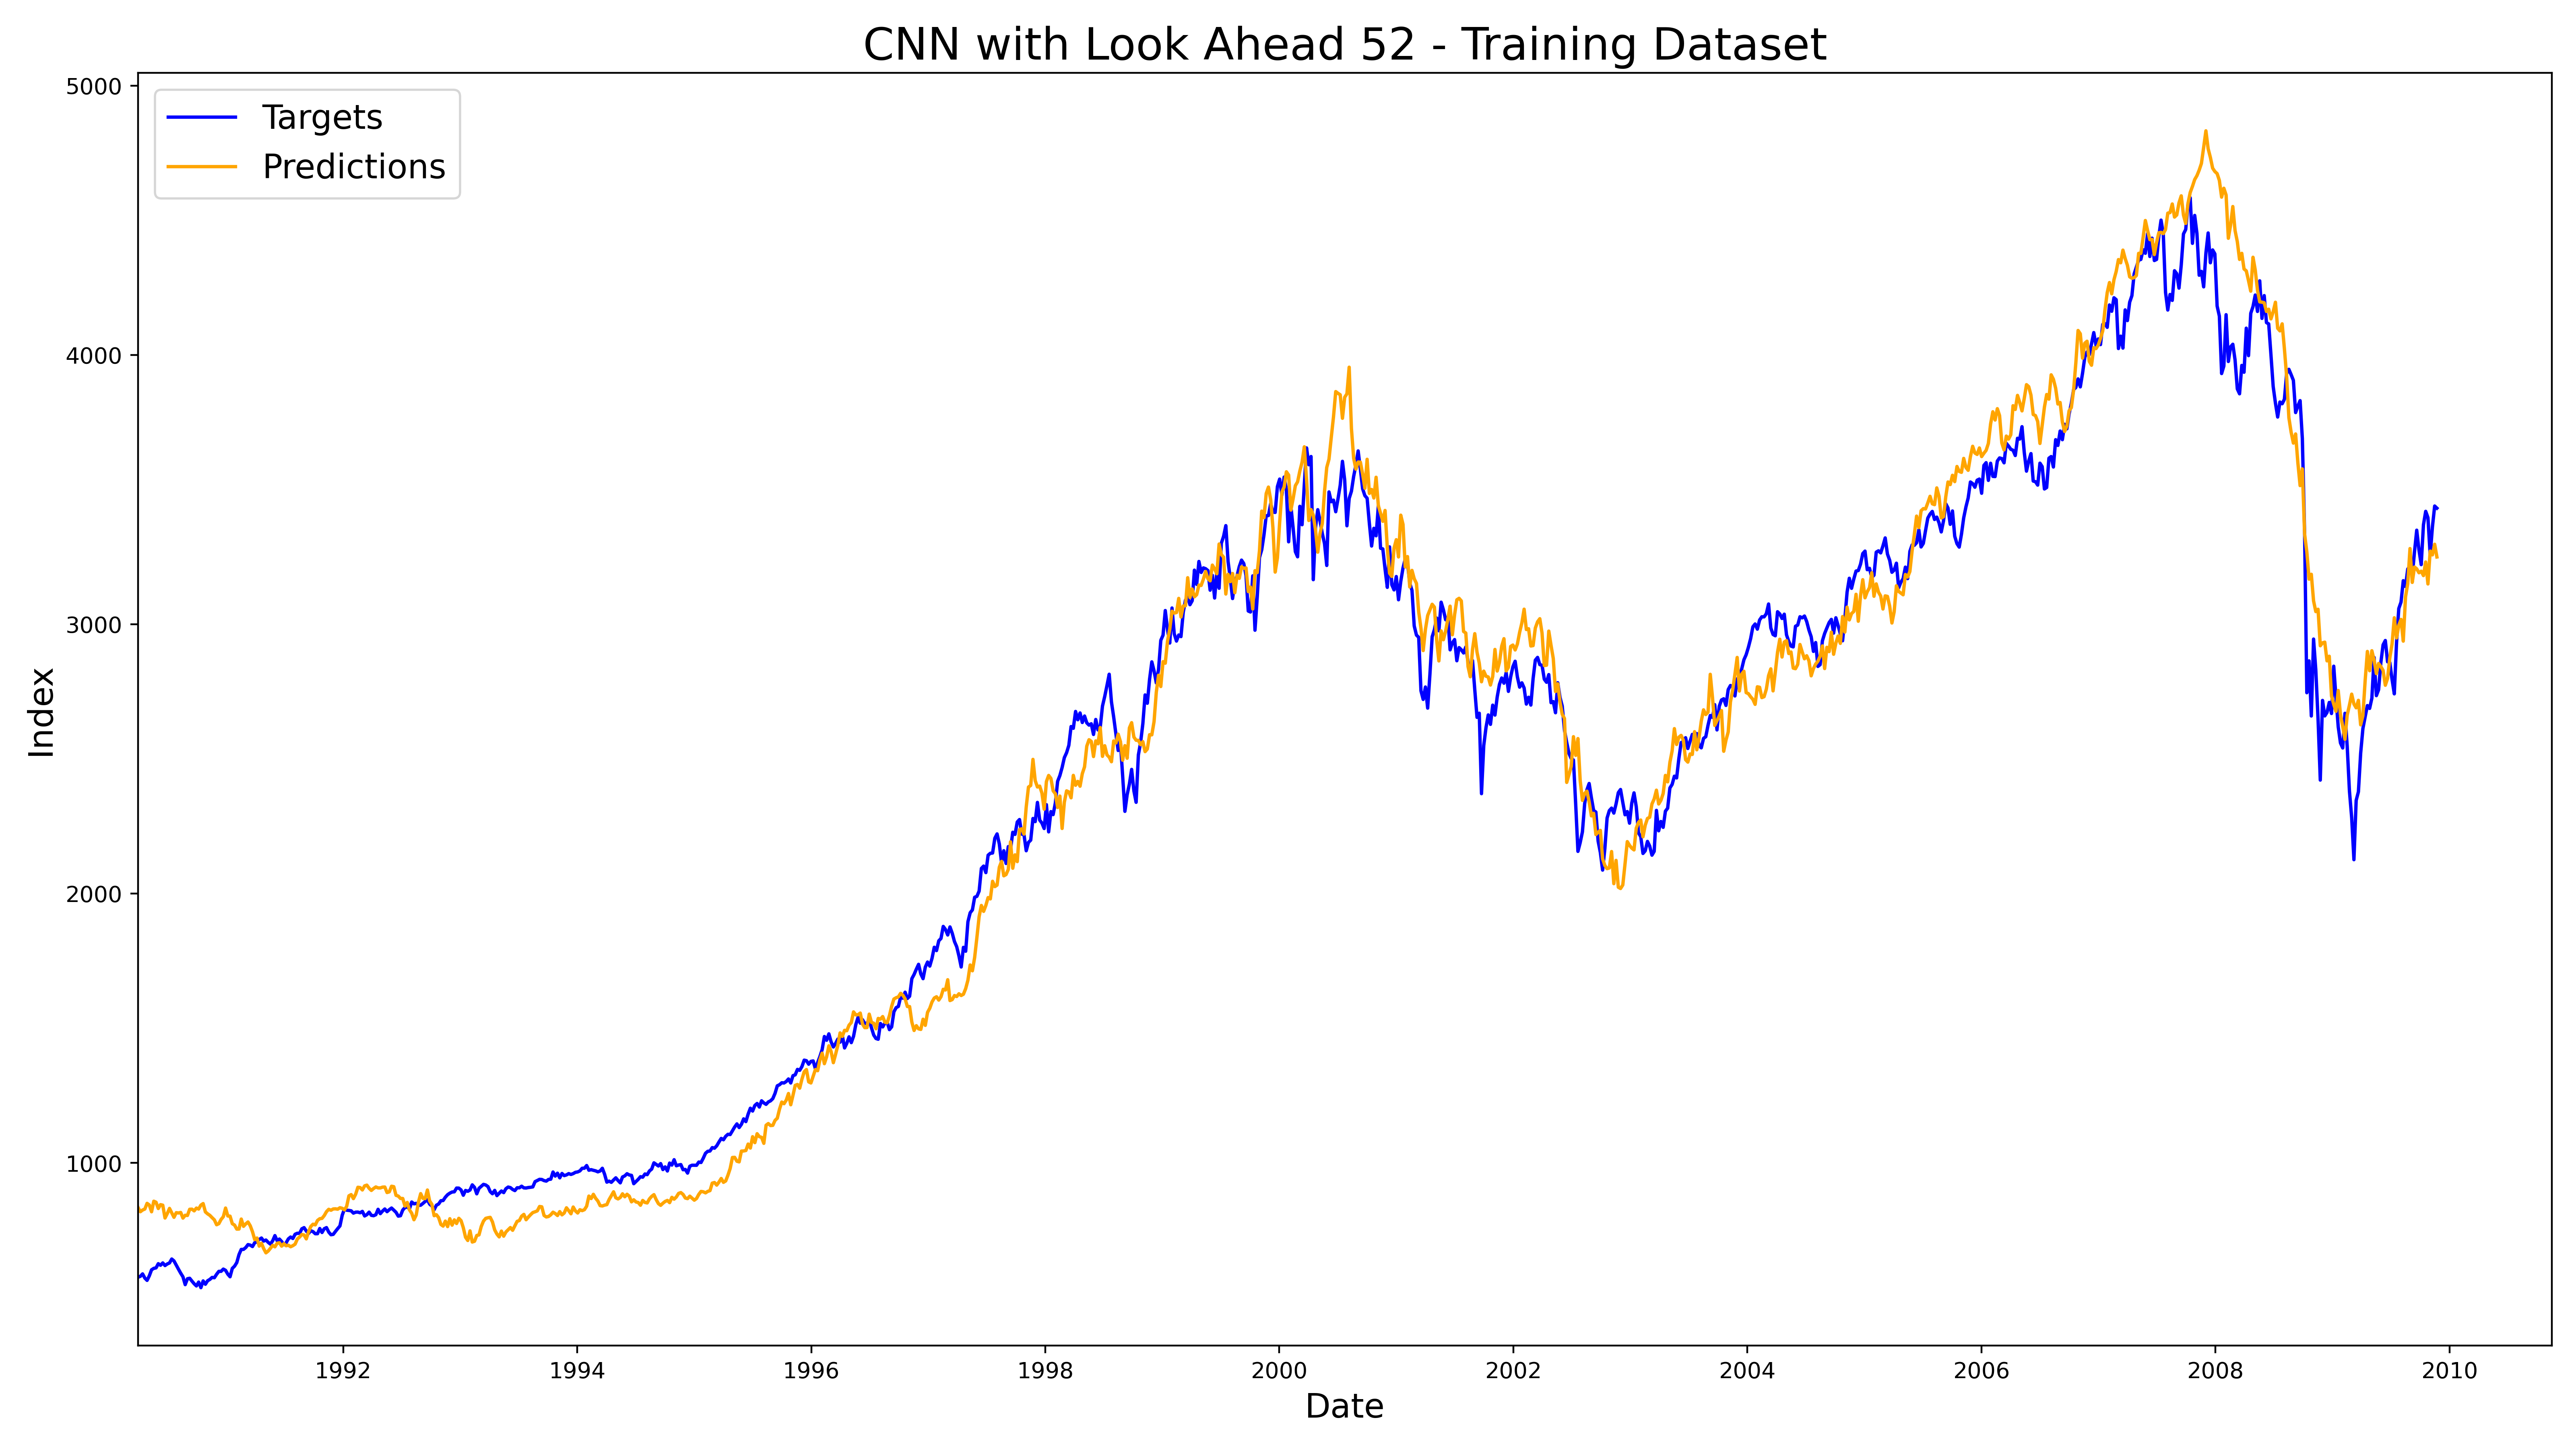 CNN with Look Ahead 52 - Training Dataset
Targets
Predictions
5000
4000
3000
2000
1000
Index
1992 1994 1996 1998 2000 2002 2004 2006 2008 2010
Date